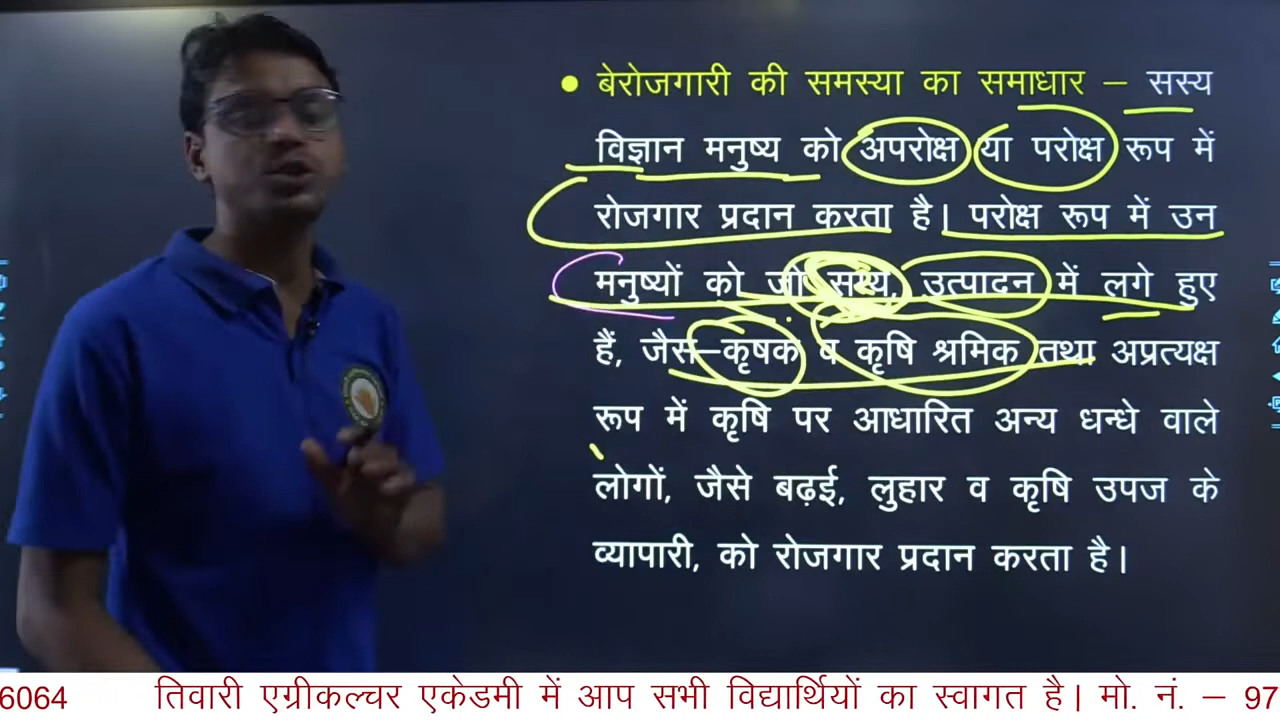 • बेरोजगारी की समस्या का समाधार – सस्य
विज्ञान मनुष्य को अपरोक्ष या परोक्ष रूप में
रोजगार प्रदान करता है। परोक्ष रूप में उन
मनुष्यों को जो सस्य, उत्पादन में लगे हुए
हैं, जैसे–कृषक व कृषि श्रमिक तथा अप्रत्यक्ष
रूप में कृषि पर आधारित अन्य धन्धे वाले
लोगों, जैसे बढ़ई, लुहार व कृषि उपज के
व्यापारी, को रोजगार प्रदान करता है।
6064 तिवारी एग्रीकल्चर एकेडमी में आप सभी विद्यार्थियों का स्वागत है। मो. नं. – 97